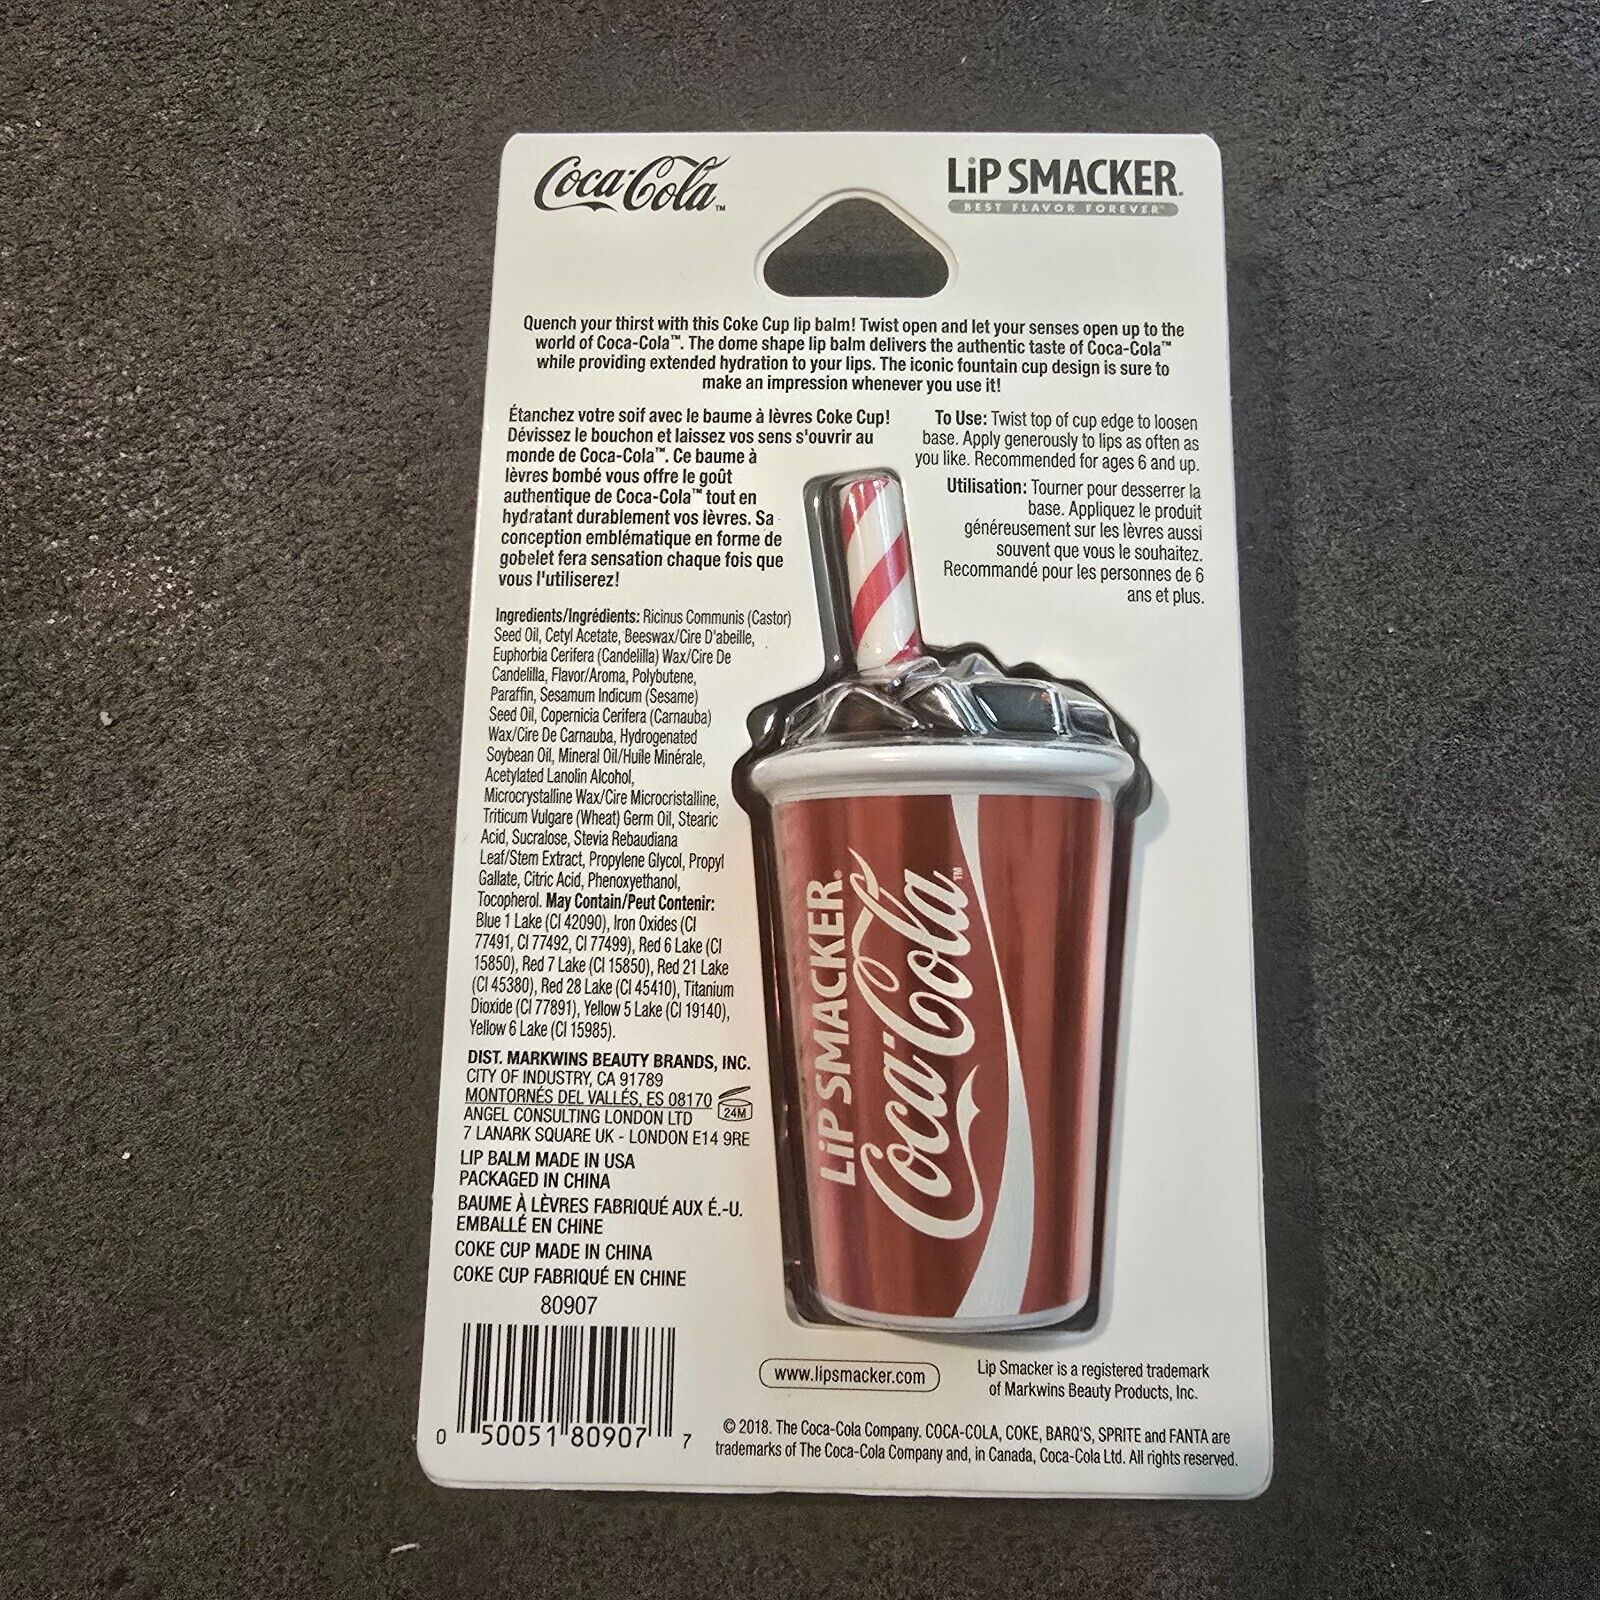 Coca-Cola™
LiP SMACKER®
BEST FLAVOR FOREVER®
Quench your thirst with this Coke Cup lip balm! Twist open and let your senses open up to the
world of Coca-Cola™. The dome shape lip balm delivers the authentic taste of Coca-Cola™
while providing extended hydration to your lips. The iconic fountain cup design is sure to
make an impression whenever you use it!
Étanchez votre soif avec le baume à lèvres Coke Cup!
Dévissez le bouchon et laissez vos sens s'ouvrir au
monde de Coca-Cola™. Ce baume à
lèvres bombé vous offre le goût
authentique de Coca-Cola™ tout en
hydratant durablement vos lèvres. Sa
conception emblématique en forme de
gobelet fera sensation chaque fois que
vous l'utiliserez!
To Use: Twist top of cup edge to loosen
base. Apply generously to lips as often as
you like. Recommended for ages 6 and up.
Utilisation: Tourner pour desserrer la
base. Appliquez le produit
généreusement sur les lèvres aussi
souvent que vous le souhaitez.
Recommandé pour les personnes de 6
ans et plus.
Ingredients/Ingrédients: Ricinus Communis (Castor)
Seed Oil, Cetyl Acetate, Beeswax/Cire D'abeille,
Euphorbia Cerifera (Candelilla) Wax/Cire De
Candelilla, Flavor/Aroma, Polybutene,
Paraffin, Sesamum Indicum (Sesame)
Seed Oil, Copernicia Cerifera (Carnauba)
Wax/Cire De Carnauba, Hydrogenated
Soybean Oil, Mineral Oil/Huile Minérale,
Acetylated Lanolin Alcohol,
Microcrystalline Wax/Cire Microcristalline,
Triticum Vulgare (Wheat) Germ Oil, Stearic
Acid, Sucralose, Stevia Rebaudiana
Leaf/Stem Extract, Propylene Glycol, Propyl
Gallate, Citric Acid, Phenoxyethanol,
Tocopherol. May Contain/Peut Contenir:
Blue 1 Lake (CI 42090), Iron Oxides (CI
77491, CI 77492, CI 77499), Red 6 Lake (CI
15850), Red 7 Lake (CI 15850), Red 21 Lake
(CI 45380), Red 28 Lake (CI 45410), Titanium
Dioxide (CI 77891), Yellow 5 Lake (CI 19140),
Yellow 6 Lake (CI 15985).
DIST. MARKWINS BEAUTY BRANDS, INC.
CITY OF INDUSTRY, CA 91789
MONTORNÉS DEL VALLÉS, ES 08170
24M
ANGEL CONSULTING LONDON LTD
7 LANARK SQUARE UK - LONDON E14 9RE
LIP BALM MADE IN USA
PACKAGED IN CHINA
BAUME À LÈVRES FABRIQUÉ AUX É.-U.
EMBALLÉ EN CHINE
COKE CUP MADE IN CHINA
COKE CUP FABRIQUÉ EN CHINE
80907
0 50051 80907 7
LiP SMACKER®
Coca-Cola™
www.lipsmacker.com
Lip Smacker is a registered trademark
of Markwins Beauty Products, Inc.
© 2018. The Coca-Cola Company. COCA-COLA, COKE, BARQ'S, SPRITE and FANTA are
trademarks of The Coca-Cola Company and, in Canada, Coca-Cola Ltd. All rights reserved.